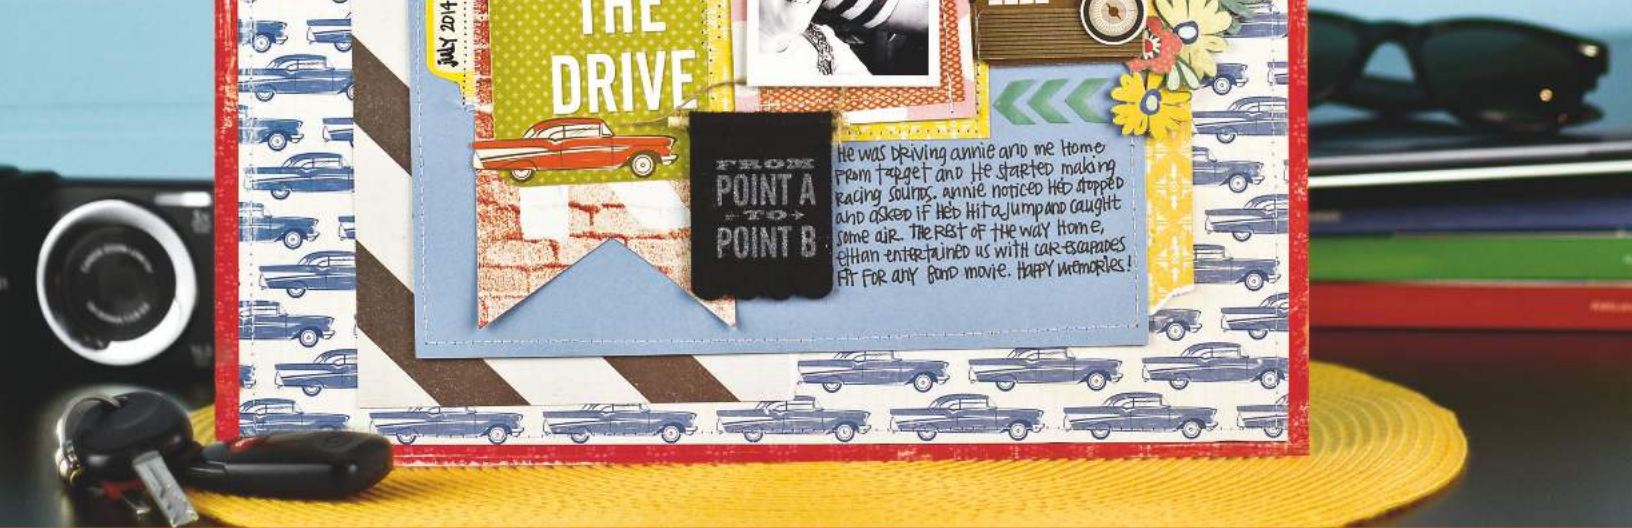 THE
DRIVE
JULY 2014
FROM
POINT A
TO
POINT B
He was DRiving annie and me Home
From target and He started making
Racing sounds. annie noticed He'd stopped
and asked if He'd Hit a jump and caught
some air. The Rest of the way Home,
ethan entertained us with car escapades
Fit For any Bond movie. Happy memories!